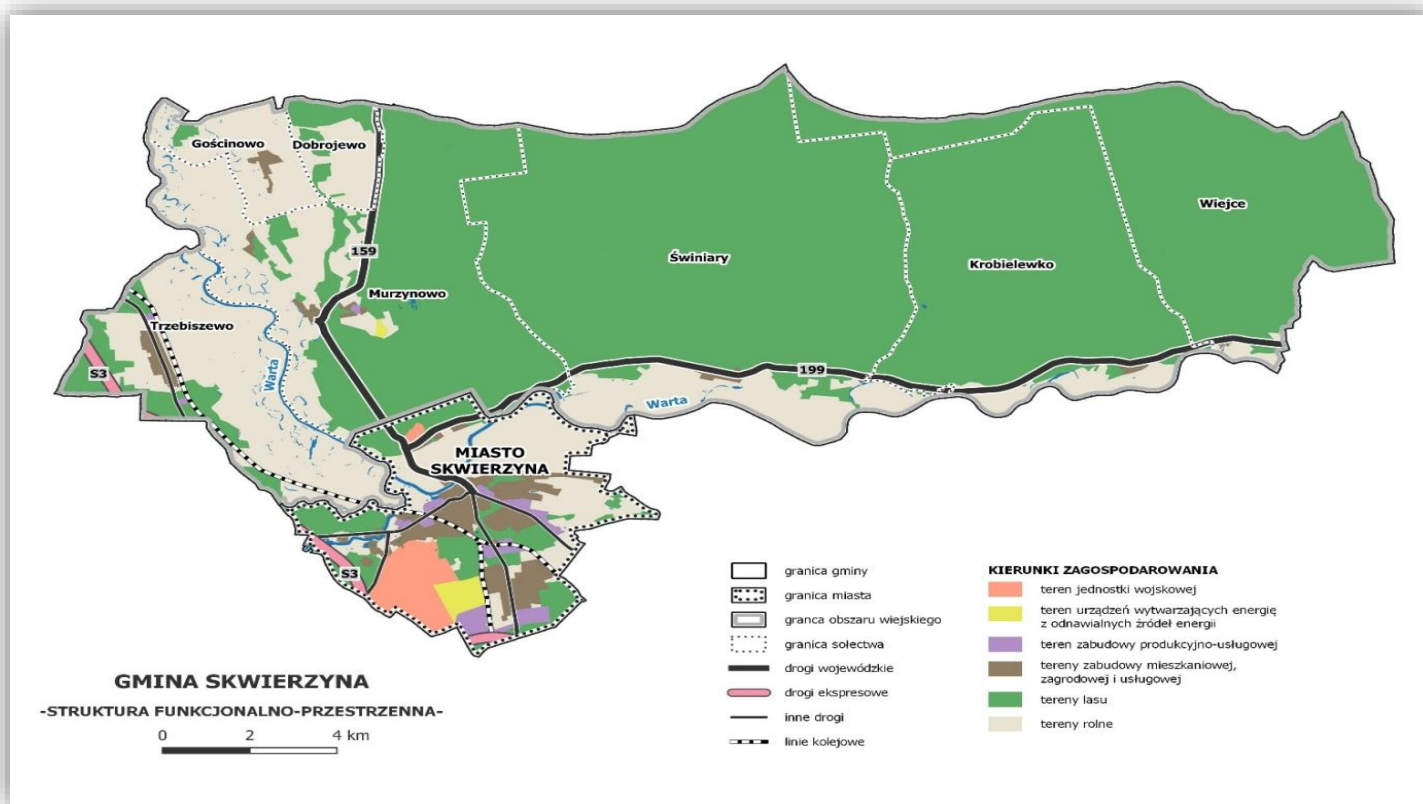 Gościnowo
Dobrojewo
Wiejce
159
Świniary
Krobielewko
Murzynowo
Trzebiszewo
S3
Warta
199
Warta
MIASTO
SKWIERZYNA
S3
GMINA SKWIERZYNA
-STRUKTURA FUNKCJONALNO-PRZESTRZENNA-
0 2 4 km
granica gminy
granica miasta
granca obszaru wiejskiego
granica sołectwa
drogi wojewódzkie
drogi ekspresowe
inne drogi
linie kolejowe
KIERUNKI ZAGOSPODAROWANIA
teren jednostki wojskowej
teren urządzeń wytwarzających energię
z odnawialnych źródeł energii
teren zabudowy produkcyjno-usługowej
tereny zabudowy mieszkaniowej,
zagrodowej i usługowej
tereny lasu
tereny rolne